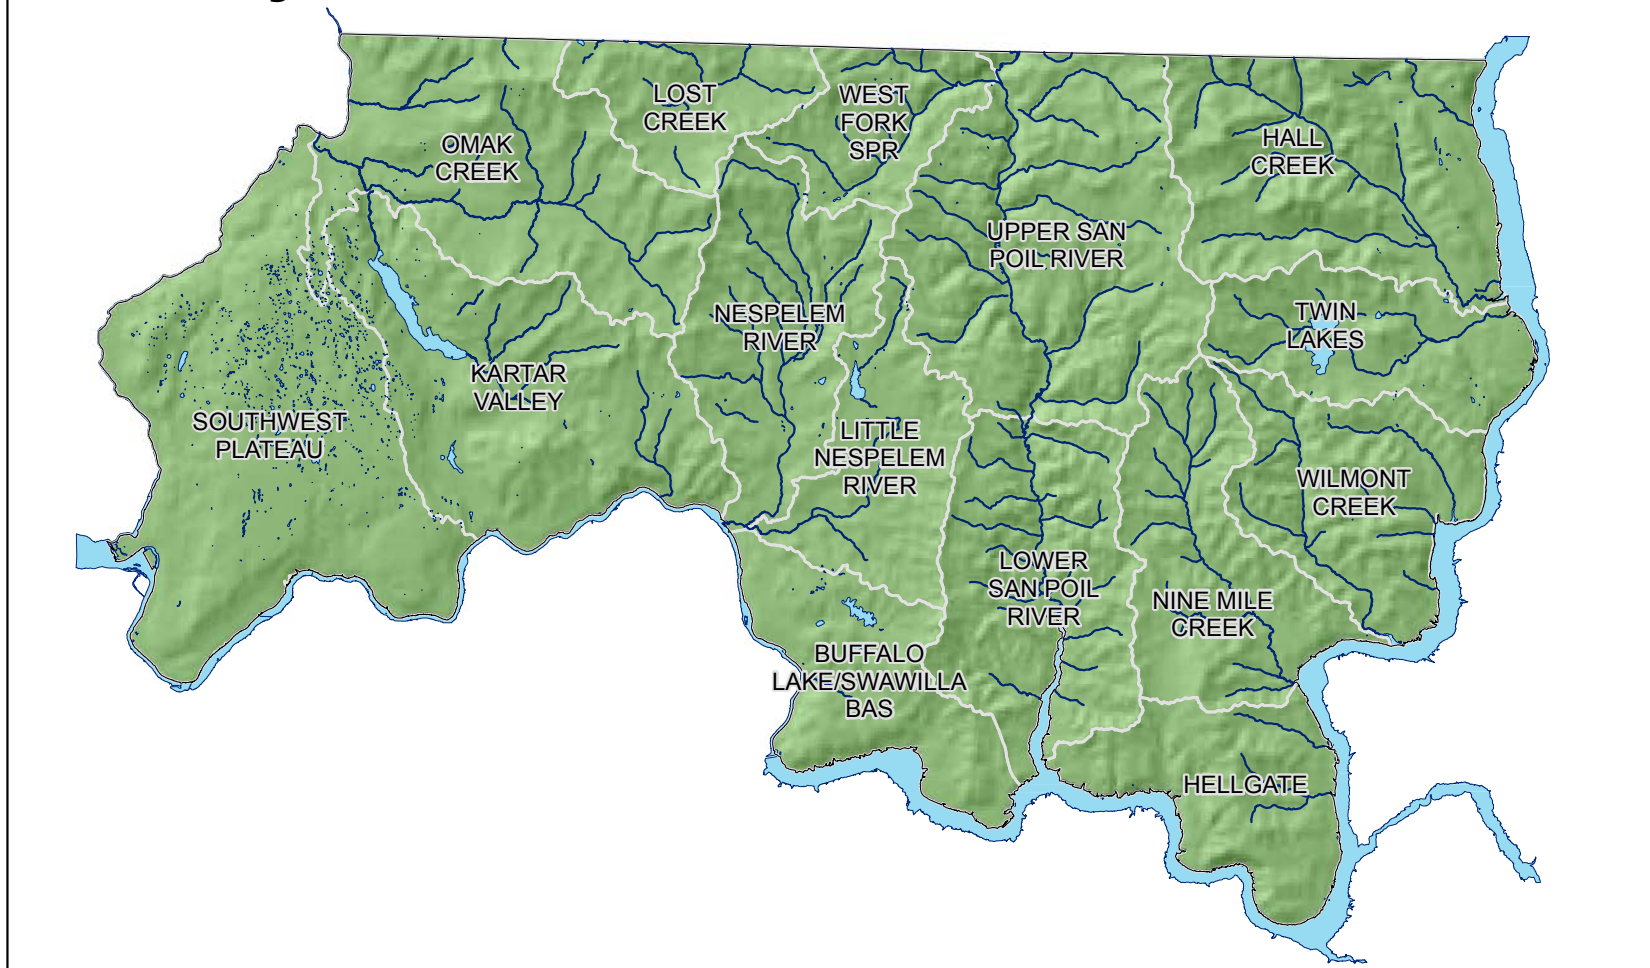 LOST
CREEK
WEST
FORK
SPR
OMAK
CREEK
HALL
CREEK
UPPER SAN
POIL RIVER
NESPELEM
RIVER
TWIN
LAKES
KARTAR
VALLEY
SOUTHWEST
PLATEAU
LITTLE
NESPELEM
RIVER
WILMONT
CREEK
LOWER
SAN POIL
RIVER
NINE MILE
CREEK
BUFFALO
LAKE/SWAWILLA
BAS
HELLGATE